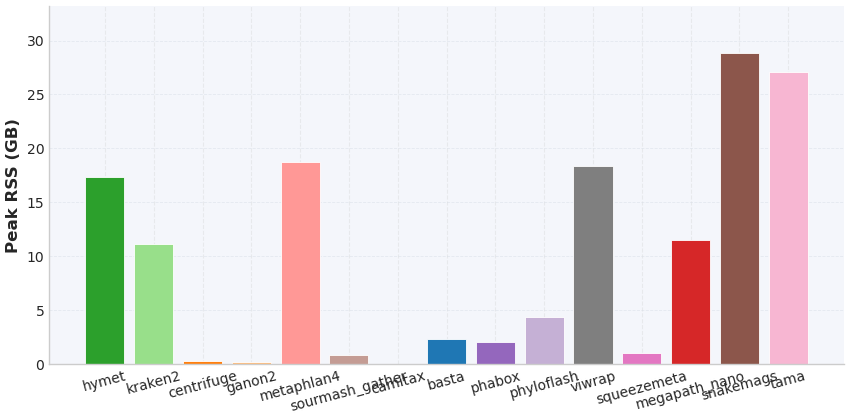 Peak RSS (GB)
30
25
20
15
10
5
0
hymet
kraken2
centrifuge
ganon2
metaphlan4
sourmash_gather
camitax
basta
phabox
phyloflash
viwrap
squeezemeta
megapath_nano
snakemags
tama